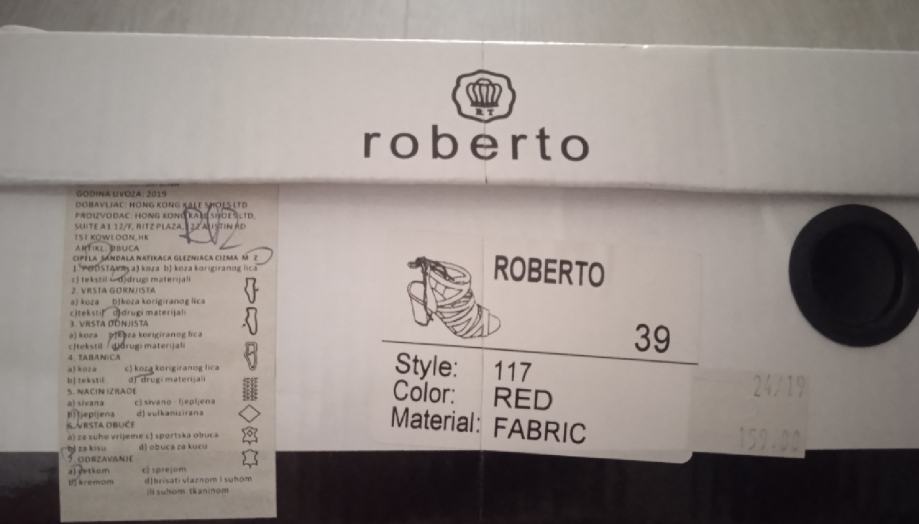 R T
roberto
GODINA UVOZA: 2019
DOBAVLJAC: HONG KONG KALE SHOES LTD
PROIZVODAC: HONG KONG KALE SHOES LTD,
SUITE A1 12/F, RITZ PLAZA, 122 AUSTIN RD
TST KOWLOON, HK
ARTIKL: OBUCA
CIPELA SANDALA NATIKACA GLEZNJACA CIZMA M Z
1. PODSTAVA a) koza b) koza korigiranog lica
c) tekstil d)drugi materijali
2. VRSTA GORNJISTA
a) koza b)koza korigiranog lica
c)tekstil d)drugi materijali
3. VRSTA DONJISTA
a) koza b)koza korigiranog lica
c)tekstil d)drugi materijali
4. TABANICA
a)koza c) koza korigiranog lica
b) tekstil d) drugi materijali
5. NACIN IZRADE
a) sivana c) sivano - ljepljena
b)ljepljena d) vulkanizirana
6. VRSTA OBUĆE
a) za suho vrijeme c) sportska obuca
b) za kisu d) obuca za kucu
7. ODRZAVANJE
a) cetkom c) sprejom
b) kremom d)brisati vlaznom i suhom
ili suhom tkaninom
ROBERTO
39
Style: 117
Color: RED
Material: FABRIC
24/19
159.00